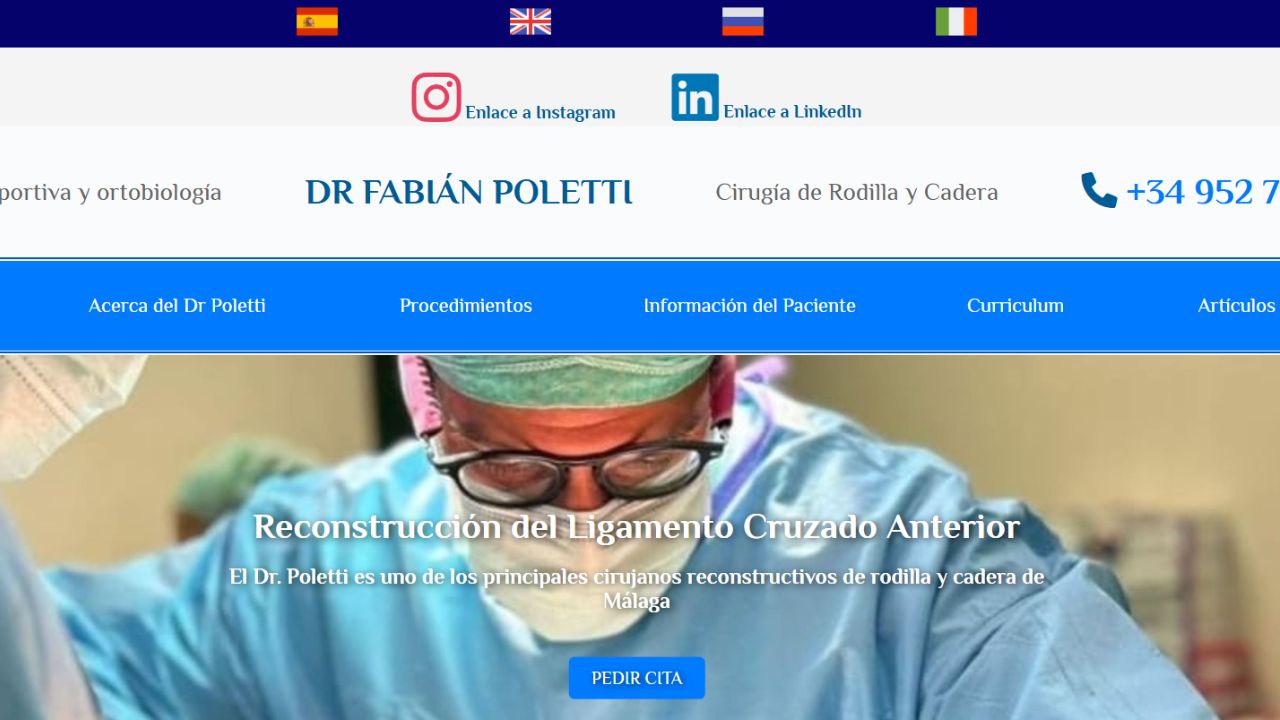 Enlace a Instagram
Enlace a LinkedIn
y ortobiología
DR FABIÁN POLETTI
Cirugía de Rodilla y Cadera
+34 952 7
Acerca del Dr Poletti
Procedimientos
Información del Paciente
Curriculum
Artículos
Reconstrucción del Ligamento Cruzado Anterior
El Dr. Poletti es uno de los principales cirujanos reconstructivos de rodilla y cadera de
Málaga
PEDIR CITA